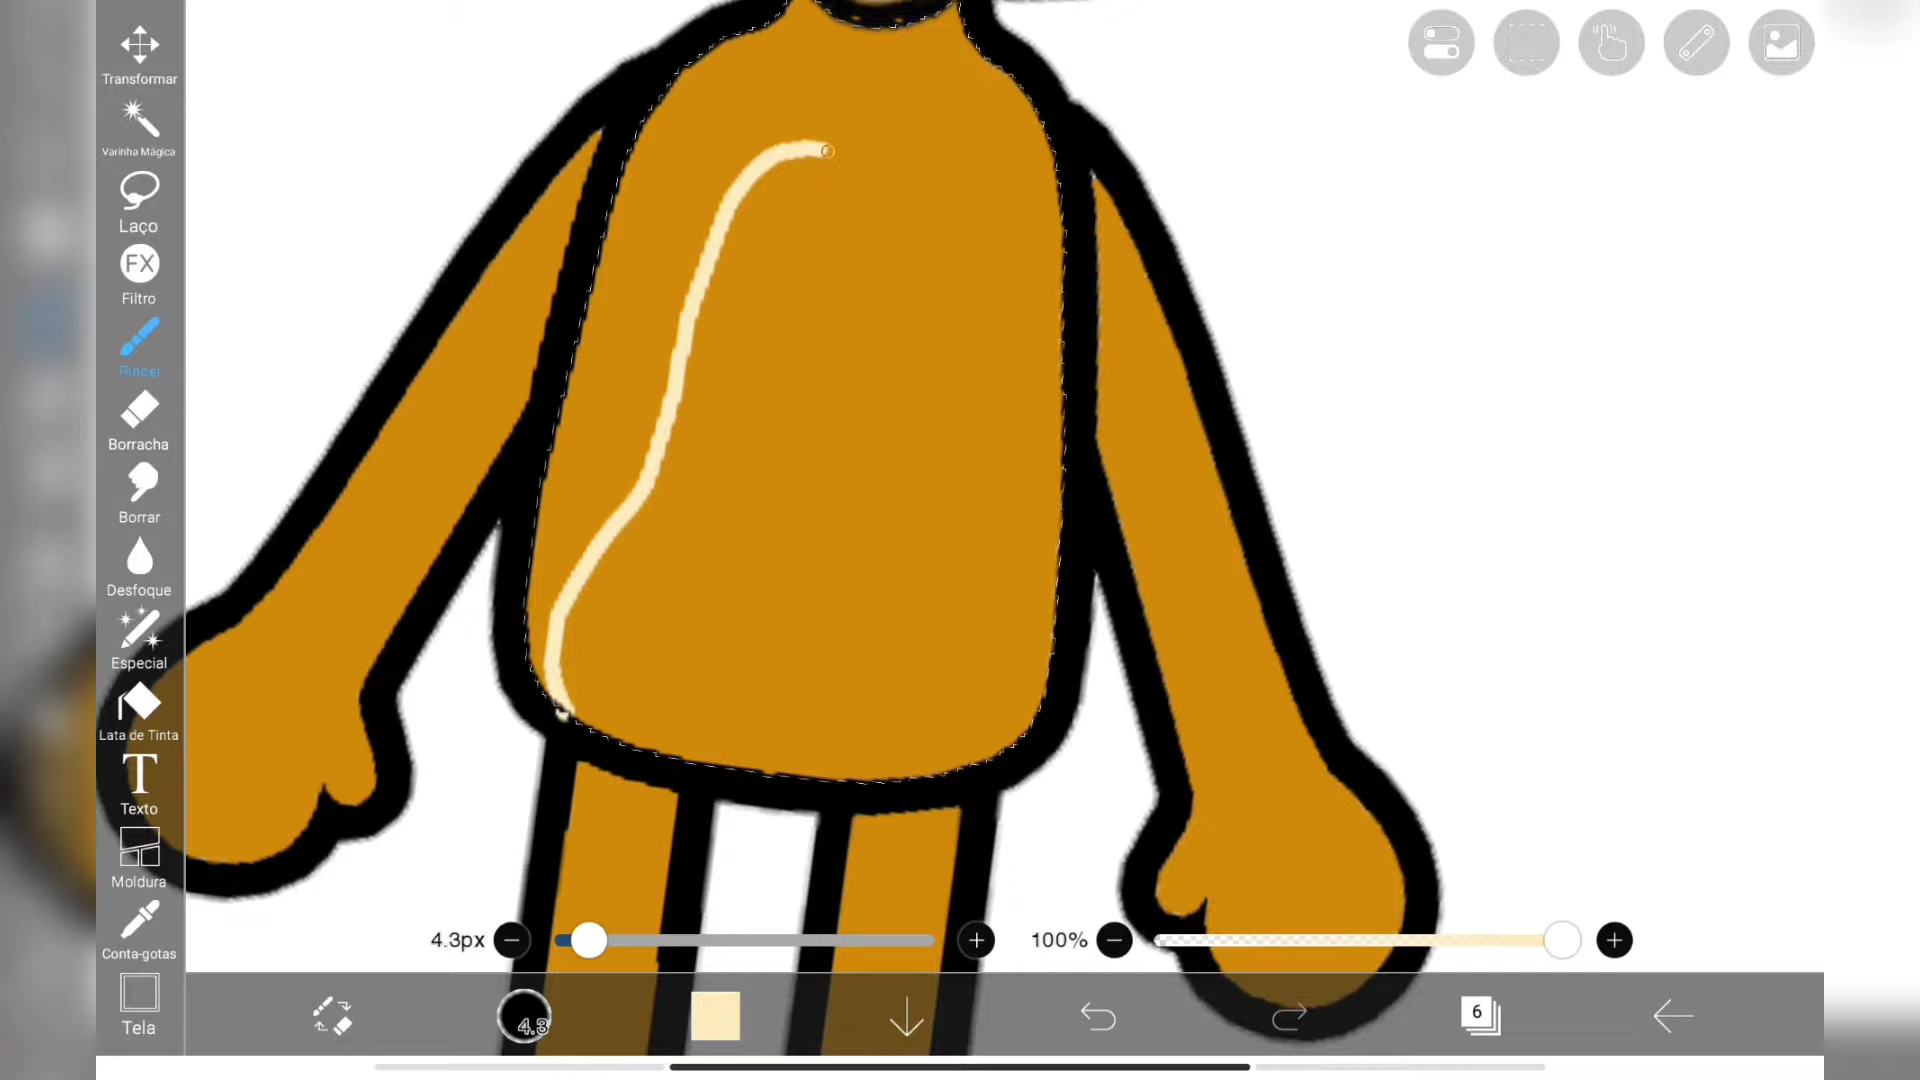 Transformar
Varinha Mágica
Laço
FX
Filtro
Pincel
Borracha
Borrar
Desfoque
Especial
Lata de Tinta
T
Texto
Moldura
Conta-gotas
Tela
4.3px
100%
4.3
6